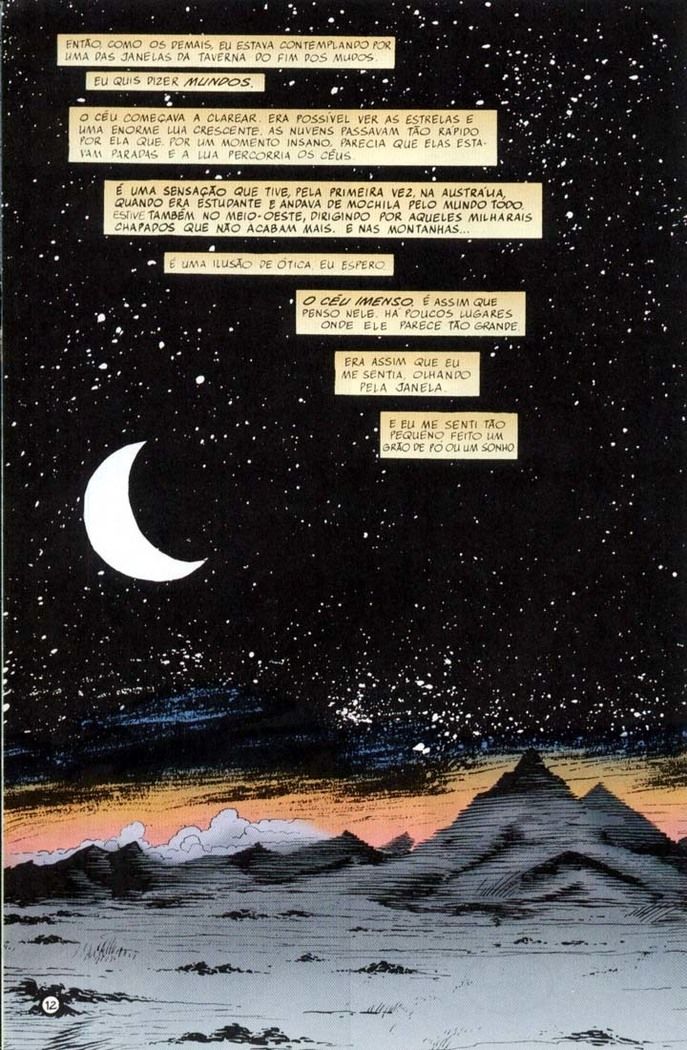 ENTÃO, COMO OS DEMAIS, EU ESTAVA CONTEMPLANDO POR
UMA DAS JANELAS DA TAVERNA DO FIM DOS MUDOS.
EU QUIS DIZER MUNDOS.
O CÉU COMEÇAVA A CLAREAR. ERA POSSÍVEL VER AS ESTRELAS E
UMA ENORME LUA CRESCENTE. AS NUVENS PASSAVAM TÃO RÁPIDO
POR ELA QUE, POR UM MOMENTO INSANO, PARECIA QUE ELAS ESTA-
VAM PARADAS E A LUA PERCORRIA OS CÉUS.
É UMA SENSAÇÃO QUE TIVE, PELA PRIMEIRA VEZ, NA AUSTRÁLIA,
QUANDO ERA ESTUDANTE E ANDAVA DE MOCHILA PELO MUNDO TODO.
ESTIVE TAMBÉM NO MEIO-OESTE, DIRIGINDO POR AQUELES MILHARAIS
CHAPADOS QUE NÃO ACABAM MAIS. E NAS MONTANHAS...
É UMA ILUSÃO DE ÓTICA, EU ESPERO.
O CÉU IMENSO. É ASSIM QUE
PENSO NELE. HÁ POUCOS LUGARES
ONDE ELE PARECE TÃO GRANDE.
ERA ASSIM QUE EU
ME SENTIA, OLHANDO
PELA JANELA.
E EU ME SENTI TÃO
PEQUENO FEITO UM
GRÃO DE PÓ OU UM SONHO.
12